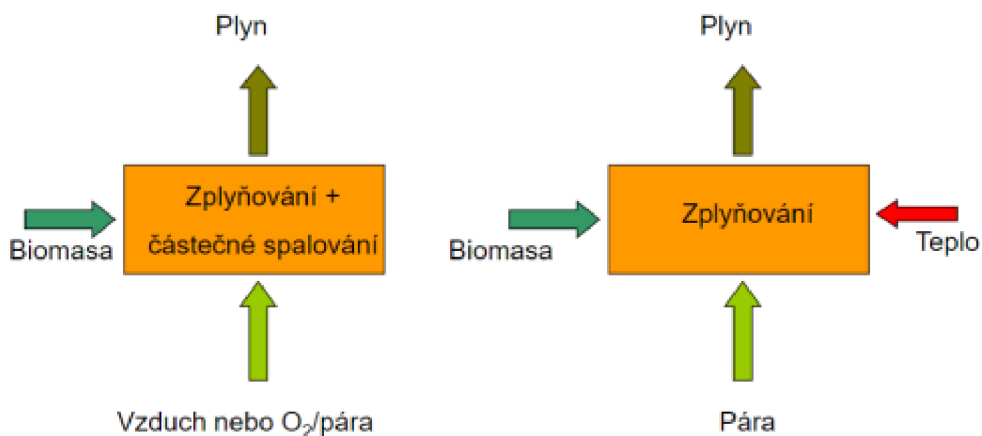 Plyn
Zplyňování +
částečné spalování
Biomasa
Vzduch nebo O₂/pára
Plyn
Zplyňování
Biomasa
Teplo
Pára